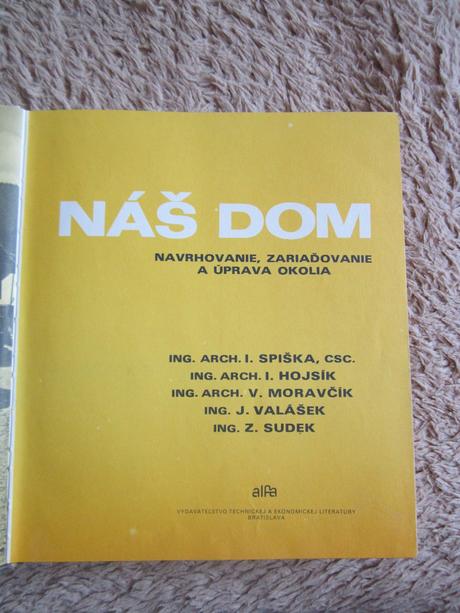 NÁŠ DOM
NAVRHOVANIE, ZARIAĎOVANIE
A ÚPRAVA OKOLIA
ING. ARCH. I. SPIŠKA, CSC.
ING. ARCH. I. HOJSÍK
ING. ARCH. V. MORAVČÍK
ING. J. VALÁŠEK
ING. Z. SUDEK
alfa
VYDAVATEĽSTVO TECHNICKEJ A EKONOMICKEJ LITERATÚRY
BRATISLAVA